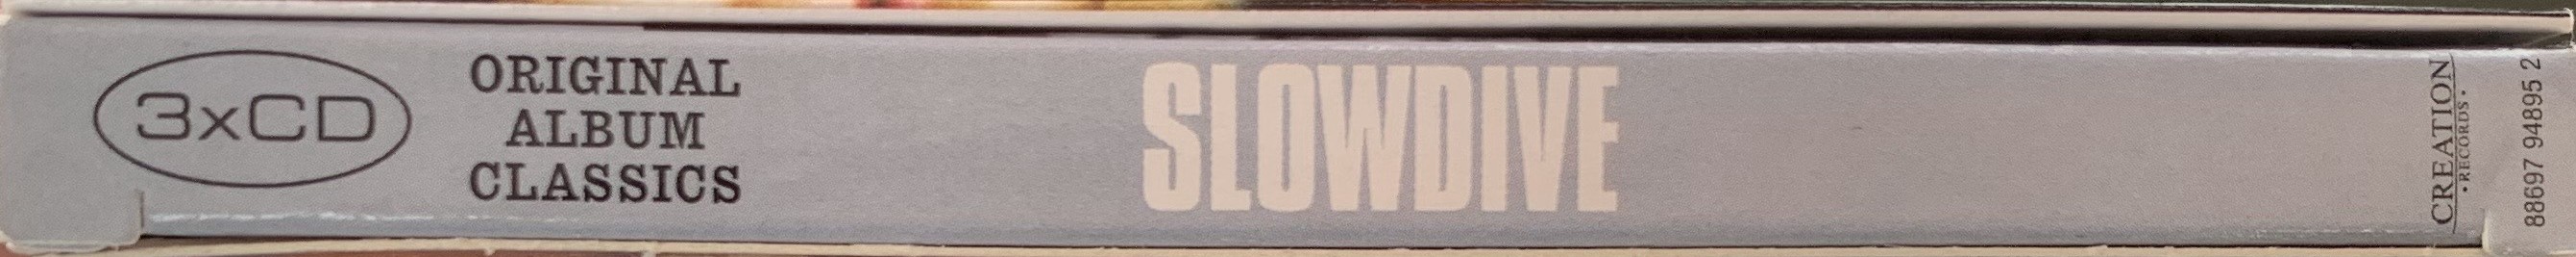 3xCD
ORIGINAL
ALBUM
CLASSICS
SLOWDIVE
CREATION
•RECORDS•
88697 94895 2